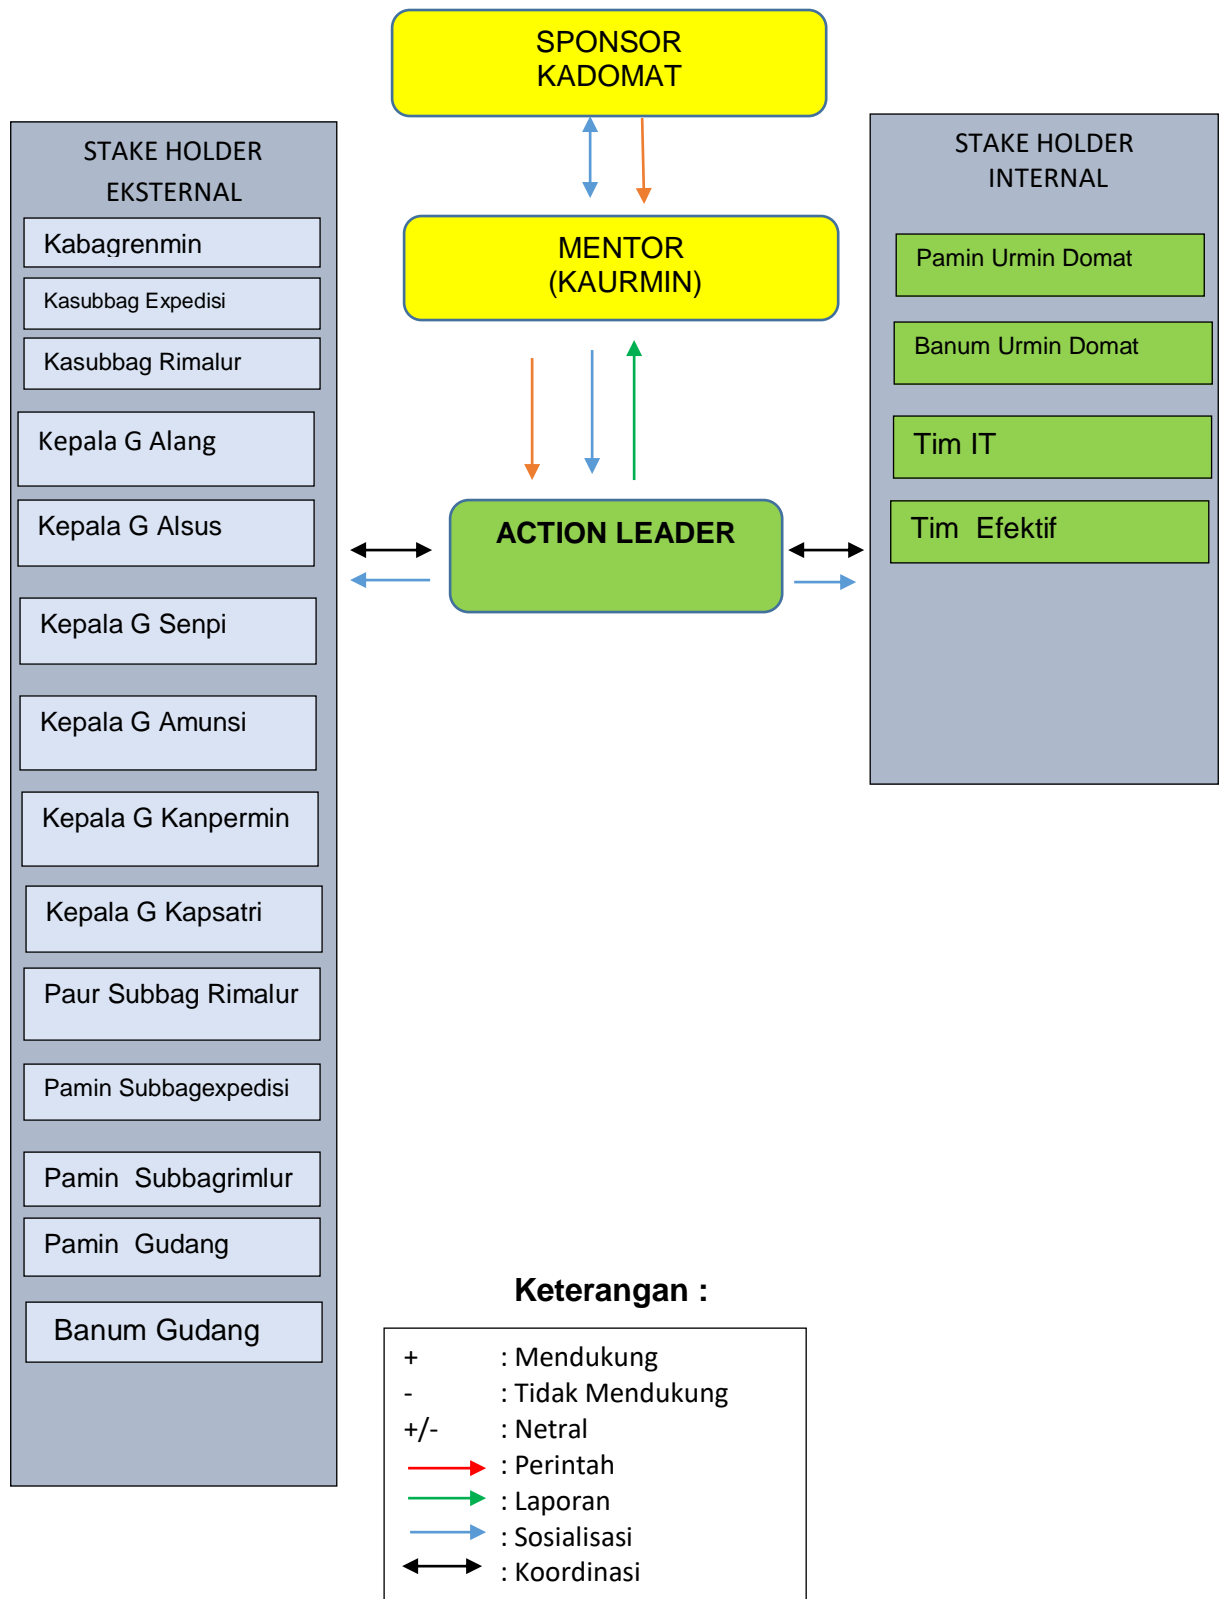 SPONSOR
KADOMAT
STAKE HOLDER
EKSTERNAL
Kabagrenmin
Kasubbag Expedisi
Kasubbag Rimalur
Kepala G Alang
Kepala G Alsus
Kepala G Senpi
Kepala G Amunsi
Kepala G Kanpermin
Kepala G Kapsatri
Paur Subbag Rimalur
Pamin Subbagexpedisi
Pamin Subbagrimlur
Pamin Gudang
Banum Gudang
MENTOR
(KAURMIN)
ACTION LEADER
STAKE HOLDER
INTERNAL
Pamin Urmin Domat
Banum Urmin Domat
Tim IT
Tim Efektif
Keterangan :
+ : Mendukung
- : Tidak Mendukung
+/- : Netral
: Perintah
: Laporan
: Sosialisasi
: Koordinasi